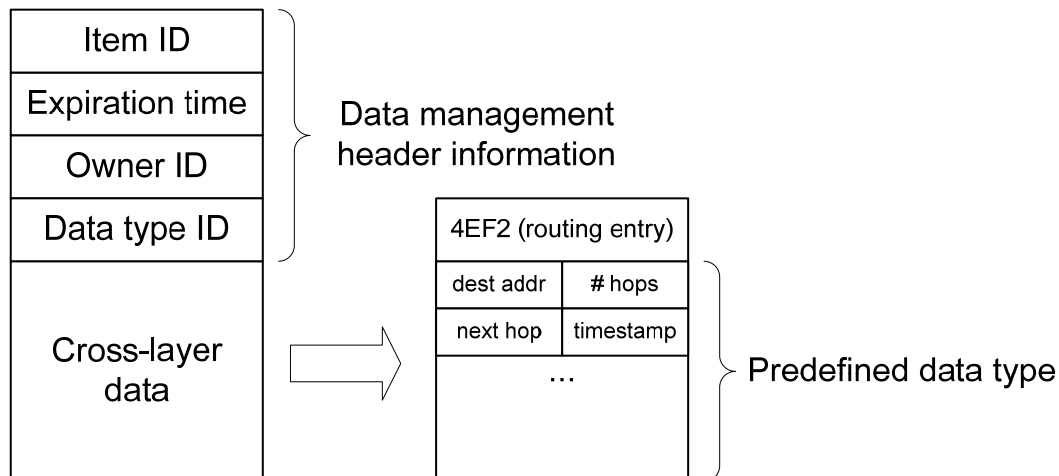 Item ID
Expiration time
Owner ID
Data type ID
Cross-layer
data
Data management
header information
4EF2 (routing entry)
dest addr
# hops
next hop
timestamp
...
Predefined data type